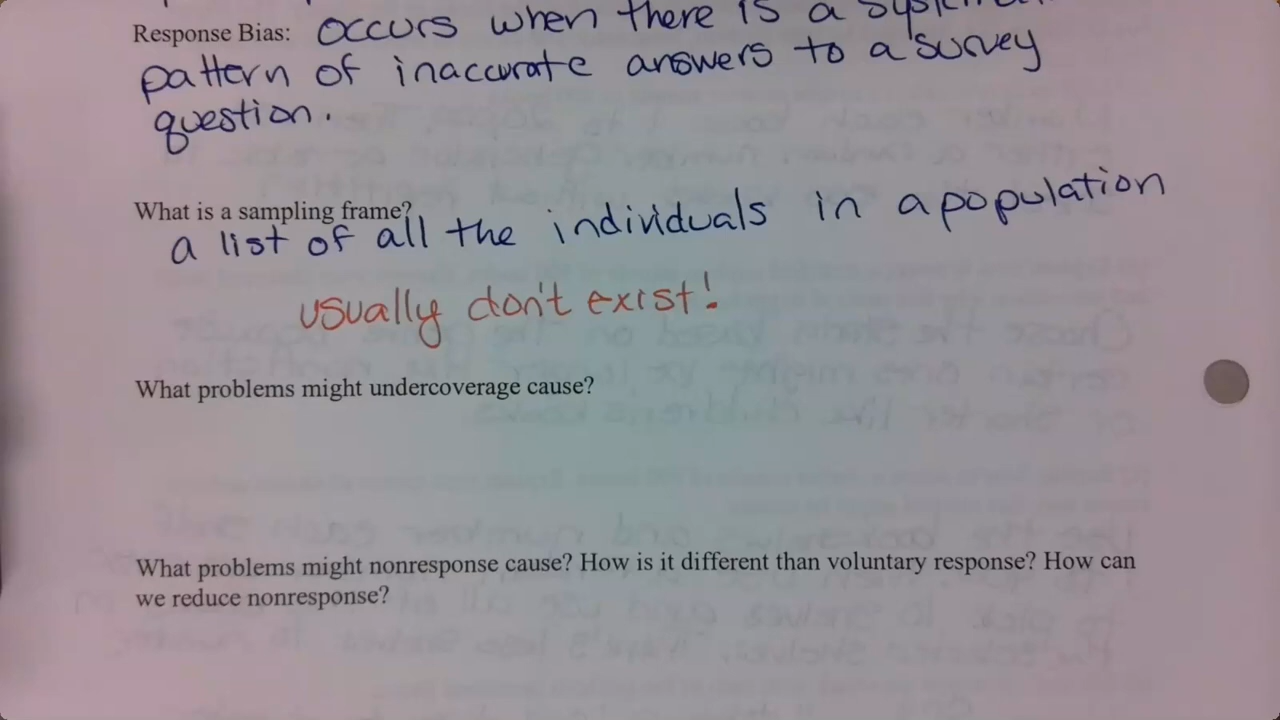 Response Bias: occurs when there is a
pattern of inaccurate answers to a survey
question.
What is a sampling frame?
a list of all the individuals in a population
usually don't exist!
What problems might undercoverage cause?
What problems might nonresponse cause? How is it different than voluntary response? How can
we reduce nonresponse?